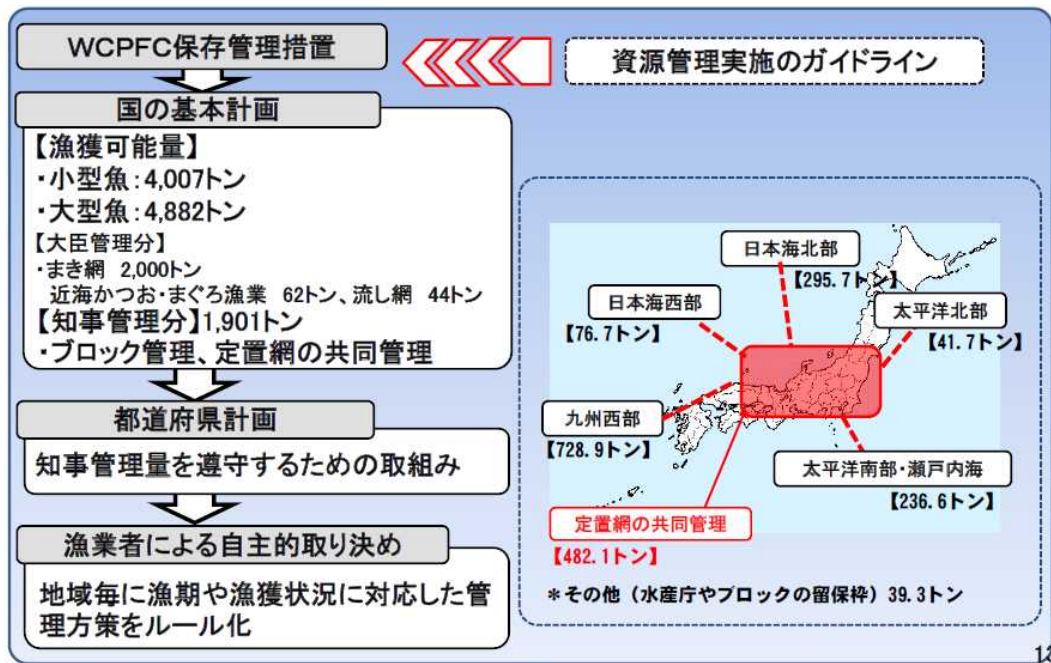 WCPFC保存管理措置
資源管理実施のガイドライン
国の基本計画
【漁獲可能量】
・小型魚:4,007トン
・大型魚:4,882トン
【大臣管理分】
・まき網 2,000トン
近海かつお・まぐろ漁業 62トン、流し網 44トン
【知事管理分】1,901トン
・ブロック管理、定置網の共同管理
都道府県計画
知事管理量を遵守するための取組み
漁業者による自主的取り決め
地域毎に漁期や漁獲状況に対応した管
理方策をルール化
日本海北部
【295.7トン】
日本海西部
【76.7トン】
太平洋北部
【41.7トン】
九州西部
【728.9トン】
太平洋南部・瀬戸内海
【236.6トン】
定置網の共同管理
【482.1トン】
＊その他（水産庁やブロックの留保枠）39.3トン